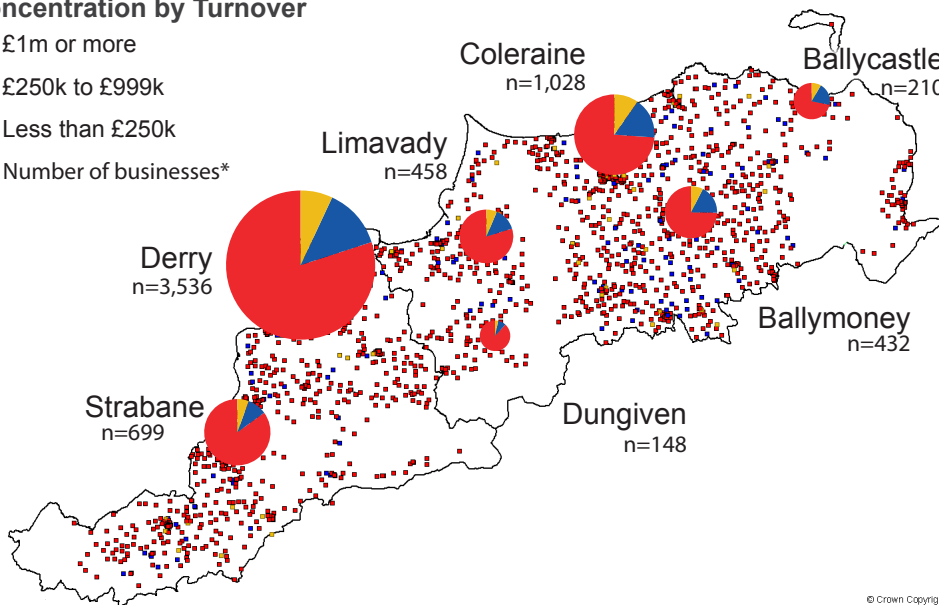 ncentration by Turnover
£1m or more
£250k to £999k
Less than £250k
Number of businesses*
Coleraine
n=1,028
Ballycastle
n=210
Limavady
n=458
Derry
n=3,536
Ballymoney
n=432
Strabane
n=699
Dungiven
n=148
© Crown Copyrig